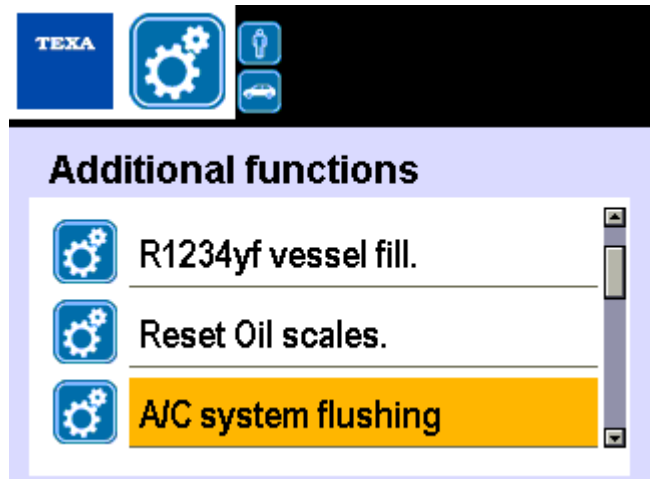 TEXA
Additional functions
R1234yf vessel fill.
Reset Oil scales.
A/C system flushing